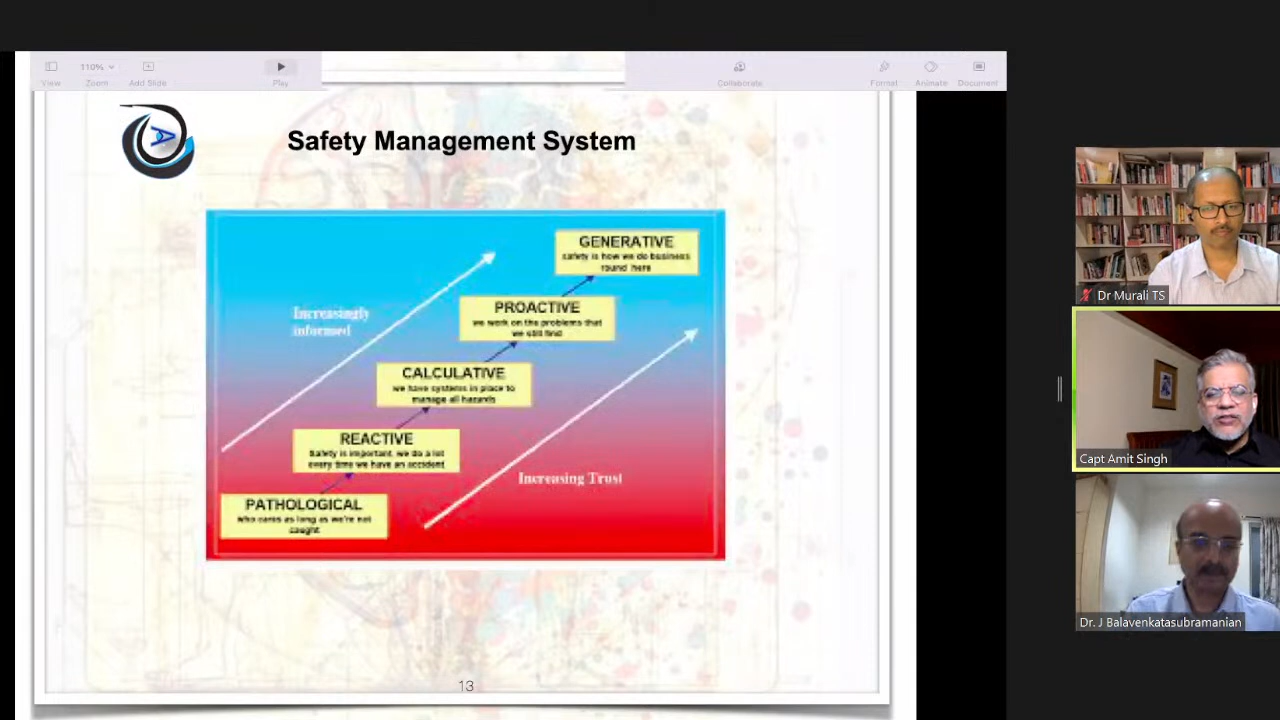 110%
View
Zoom
Add Slide
Play
Collaborate
Format
Animate
Document
Safety Management System
GENERATIVE
safety is how we do business
round here
PROACTIVE
we work on the problems that
we still find
Increasingly
informed
CALCULATIVE
we have systems in place to
manage all hazards
REACTIVE
Safety is important, we do a lot
every time we have an accident
Increasing Trust
PATHOLOGICAL
who cares as long as we're not
caught
13
Dr Murali TS
Capt Amit Singh
Dr. J Balavenkatasubramanian